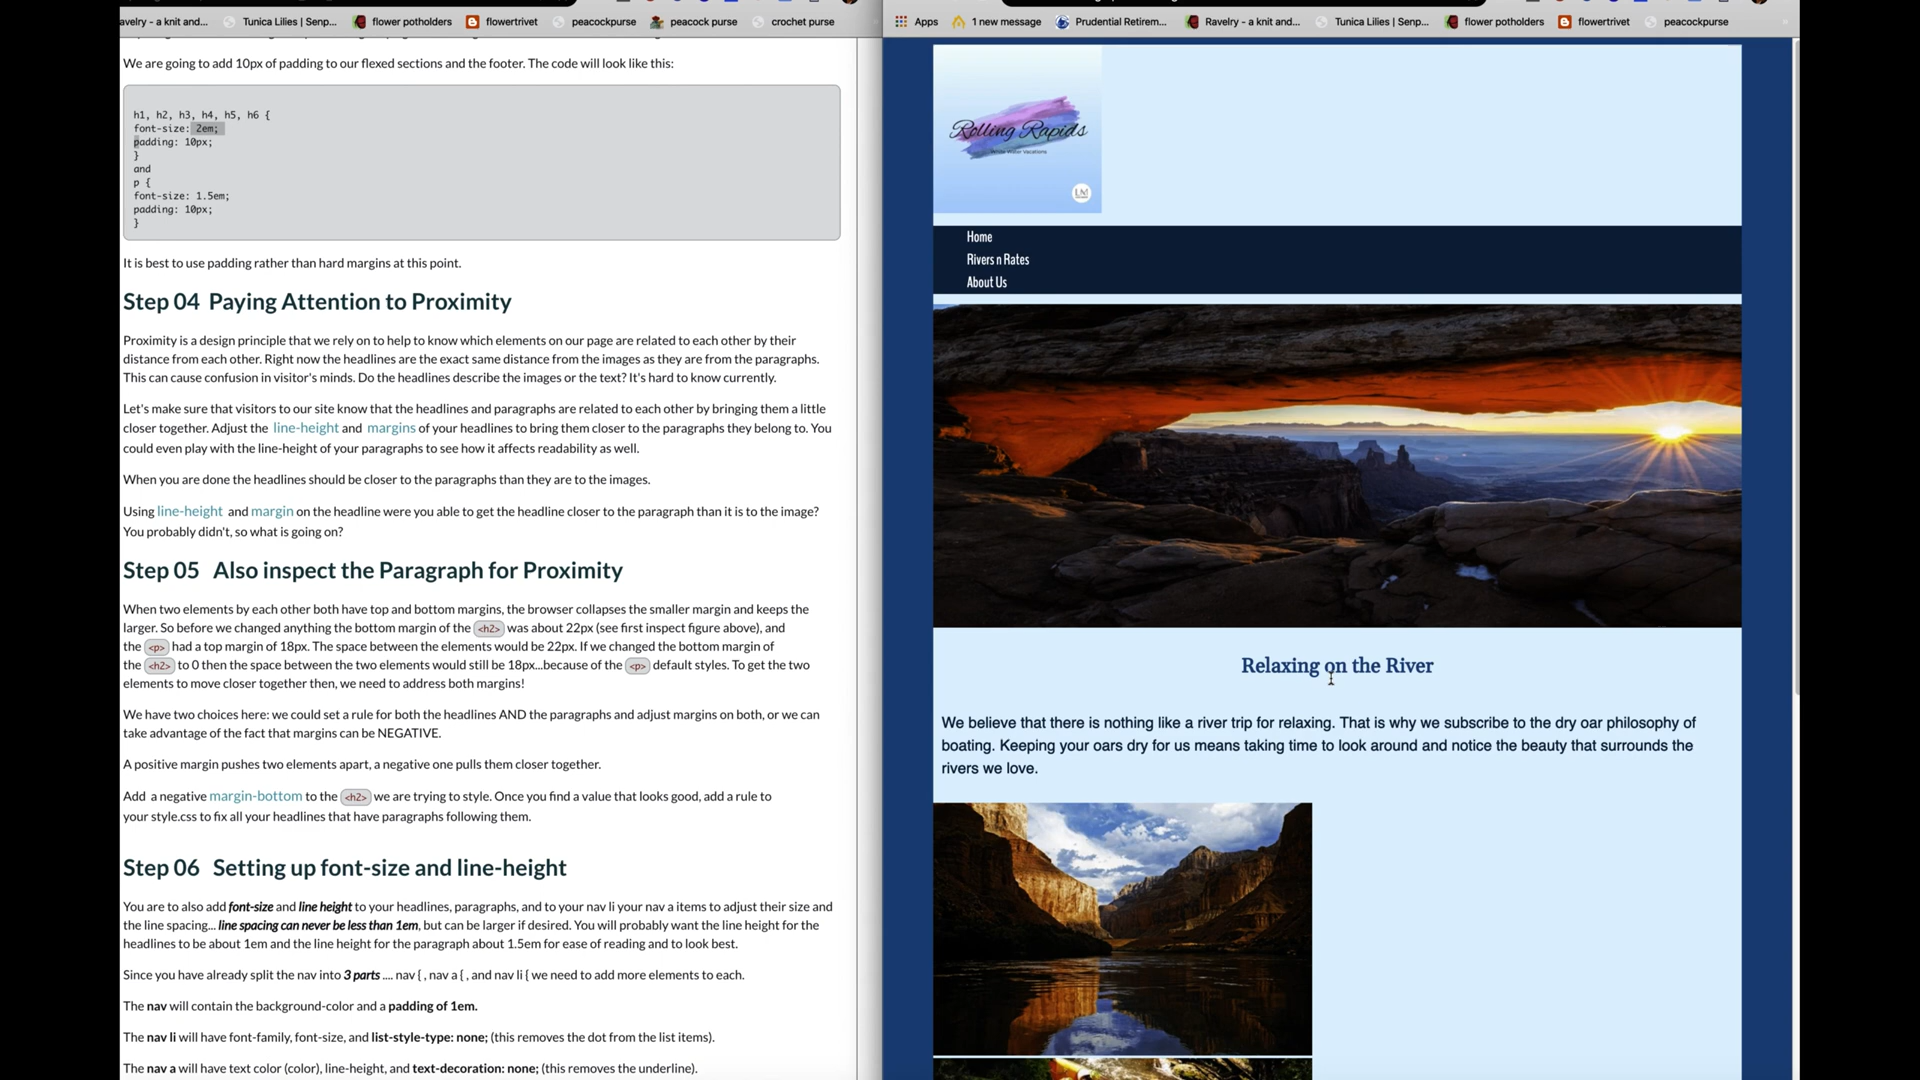 avelry - a knit and...
Tunica Lilies | Senp...
flower potholders
flowertrivet
peacockpurse
peacock purse
crochet purse
We are going to add 10px of padding to our flexed sections and the footer. The code will look like this:
h1, h2, h3, h4, h5, h6 {
font-size: 2em;
padding: 10px;
}
and
p {
font-size: 1.5em;
padding: 10px;
}
It is best to use padding rather than hard margins at this point.
Step 04 Paying Attention to Proximity
Proximity is a design principle that we rely on to help to know which elements on our page are related to each other by their
distance from each other. Right now the headlines are the exact same distance from the images as they are from the paragraphs.
This can cause confusion in visitor's minds. Do the headlines describe the images or the text? It's hard to know currently.
Let's make sure that visitors to our site know that the headlines and paragraphs are related to each other by bringing them a little
closer together. Adjust the line-height and margins of your headlines to bring them closer to the paragraphs they belong to. You
could even play with the line-height of your paragraphs to see how it affects readability as well.
When you are done the headlines should be closer to the paragraphs than they are to the images.
Using line-height and margin on the headline were you able to get the headline closer to the paragraph than it is to the image?
You probably didn't, so what is going on?
Step 05 Also inspect the Paragraph for Proximity
When two elements by each other both have top and bottom margins, the browser collapses the smaller margin and keeps the
larger. So before we changed anything the bottom margin of the <h2> was about 22px (see first inspect figure above), and
the <p> had a top margin of 18px. The space between the elements would be 22px. If we changed the bottom margin of
the <h2> to 0 then the space between the two elements would still be 18px...because of the <p> default styles. To get the two
elements to move closer together then, we need to address both margins!
We have two choices here: we could set a rule for both the headlines AND the paragraphs and adjust margins on both, or we can
take advantage of the fact that margins can be NEGATIVE.
A positive margin pushes two elements apart, a negative one pulls them closer together.
Add a negative margin-bottom to the <h2> we are trying to style. Once you find a value that looks good, add a rule to
your style.css to fix all your headlines that have paragraphs following them.
Step 06 Setting up font-size and line-height
You are to also add font-size and line height to your headlines, paragraphs, and to your nav li your nav a items to adjust their size and
the line spacing... line spacing can never be less than 1em, but can be larger if desired. You will probably want the line height for the
headlines to be about 1em and the line height for the paragraph about 1.5em for ease of reading and to look best.
Since you have already split the nav into 3 parts .... nav { , nav a { , and nav li { we need to add more elements to each.
The nav will contain the background-color and a padding of 1em.
The nav li will have font-family, font-size, and list-style-type: none; (this removes the dot from the list items).
The nav a will have text color (color), line-height, and text-decoration: none; (this removes the underline).
Apps
1 new message
Prudential Retirem...
Ravelry - a knit and...
Tunica Lilies | Senp...
flower potholders
flowertrivet
peacockpurse
Rolling Rapids
White Water Vacations
LM
Home
Rivers n Rates
About Us
Relaxing on the River
We believe that there is nothing like a river trip for relaxing. That is why we subscribe to the dry oar philosophy of
boating. Keeping your oars dry for us means taking time to look around and notice the beauty that surrounds the
rivers we love.